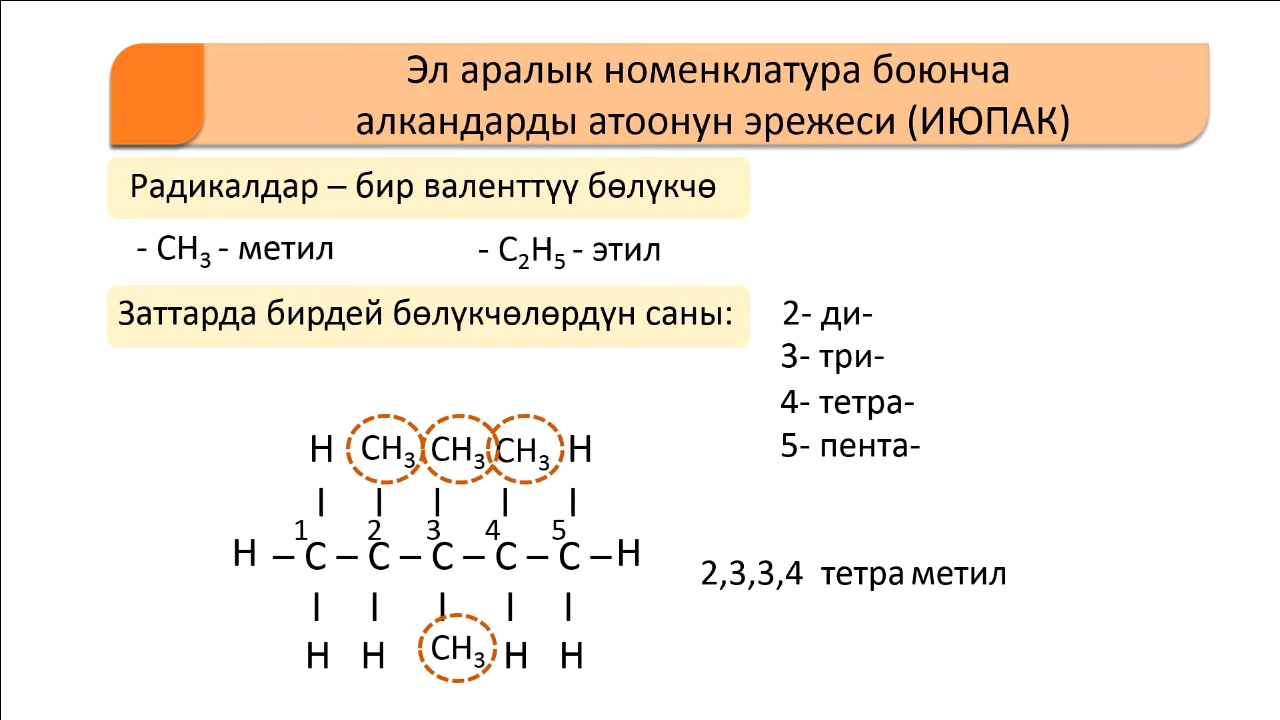 Эл аралык номенклатура боюнча
алкандарды атоонун эрежеси (ИЮПАК)
Радикалдар – бир валенттүү бөлүкчө
- CH₃ - метил - C₂H₅ - этил
Заттарда бирдей бөлүкчөлөрдүн саны: 2- ди-
3- три-
4- тетра-
5- пента-
H CH₃ CH₃ CH₃ H
| | | | |
1 2 3 4 5
H – C – C – C – C – C – H
2,3,3,4 тетра метил
| | | | |
H H CH₃ H H